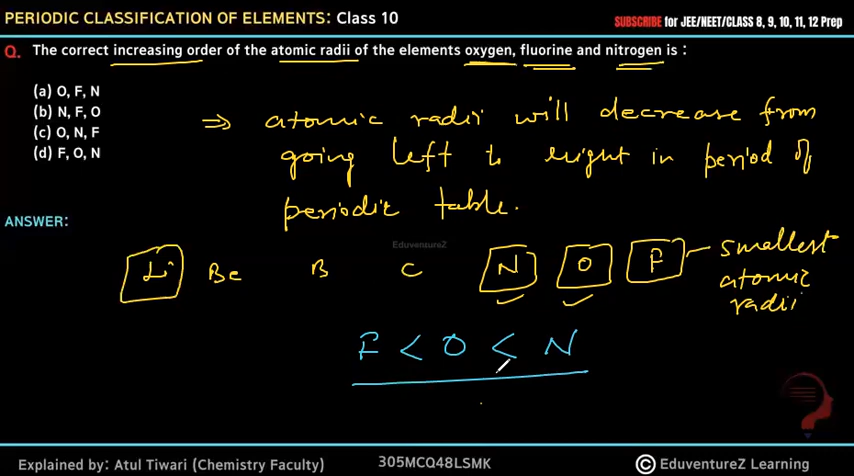 PERIODIC CLASSIFICATION OF ELEMENTS: Class 10
SUBSCRIBE for JEE/NEET/CLASS 8, 9, 10, 11, 12 Prep
Q. The correct increasing order of the atomic radii of the elements oxygen, fluorine and nitrogen is :
(a) O, F, N
(b) N, F, O
(c) O, N, F
(d) F, O, N
⇒ atomic radii will decrease from
going left to right in period of
periodic table.
ANSWER:
EduventureZ
Li Be B C N O F
smallest
atomic
radii
F < O < N
Explained by: Atul Tiwari (Chemistry Faculty)
305MCQ48LSMK
© EduventureZ Learning